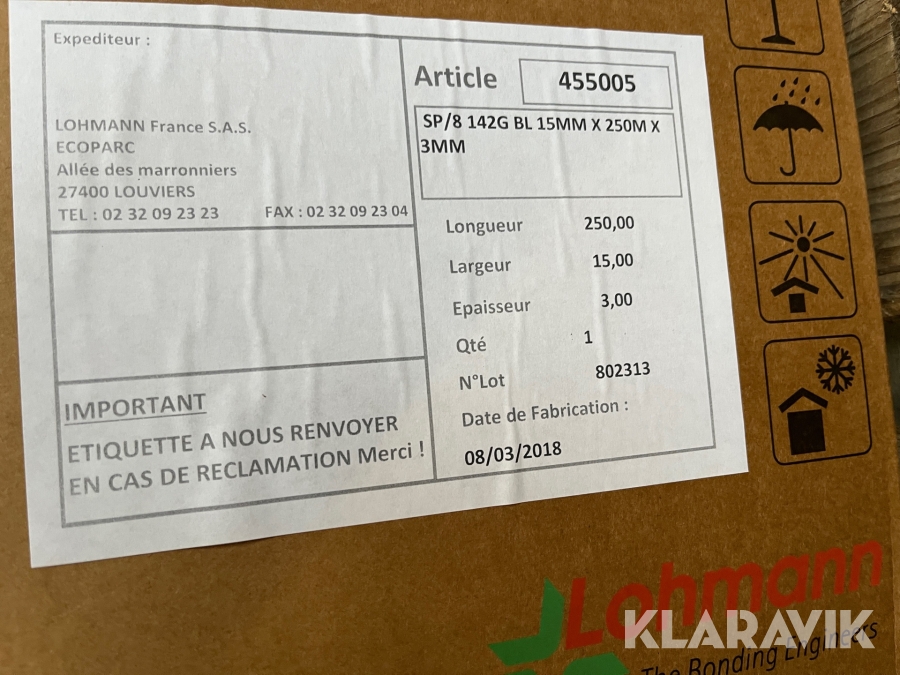 Expediteur :
LOHMANN France S.A.S.
ECOPARC
Allée des marronniers
27400 LOUVIERS
TEL : 02 32 09 23 23 FAX : 02 32 09 23 04
IMPORTANT
ETIQUETTE A NOUS RENVOYER
EN CAS DE RECLAMATION Merci !
Article 455005
SP/8 142G BL 15MM X 250M X
3MM
Longueur 250,00
Largeur 15,00
Epaisseur 3,00
Qté 1
N°Lot 802313
Date de Fabrication :
08/03/2018
Lohmann
The Bonding Engineers
KLARAVIK